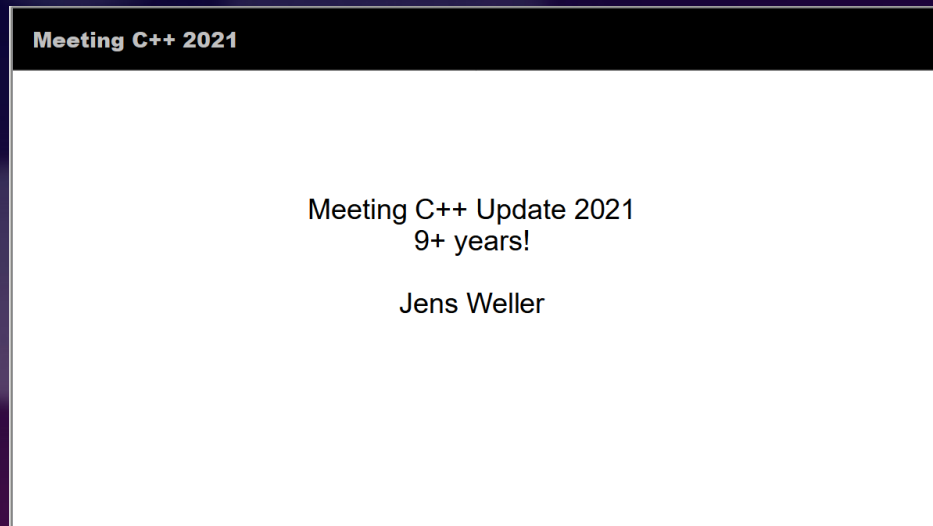 Meeting C++ 2021
Meeting C++ Update 2021
9+ years!
Jens Weller